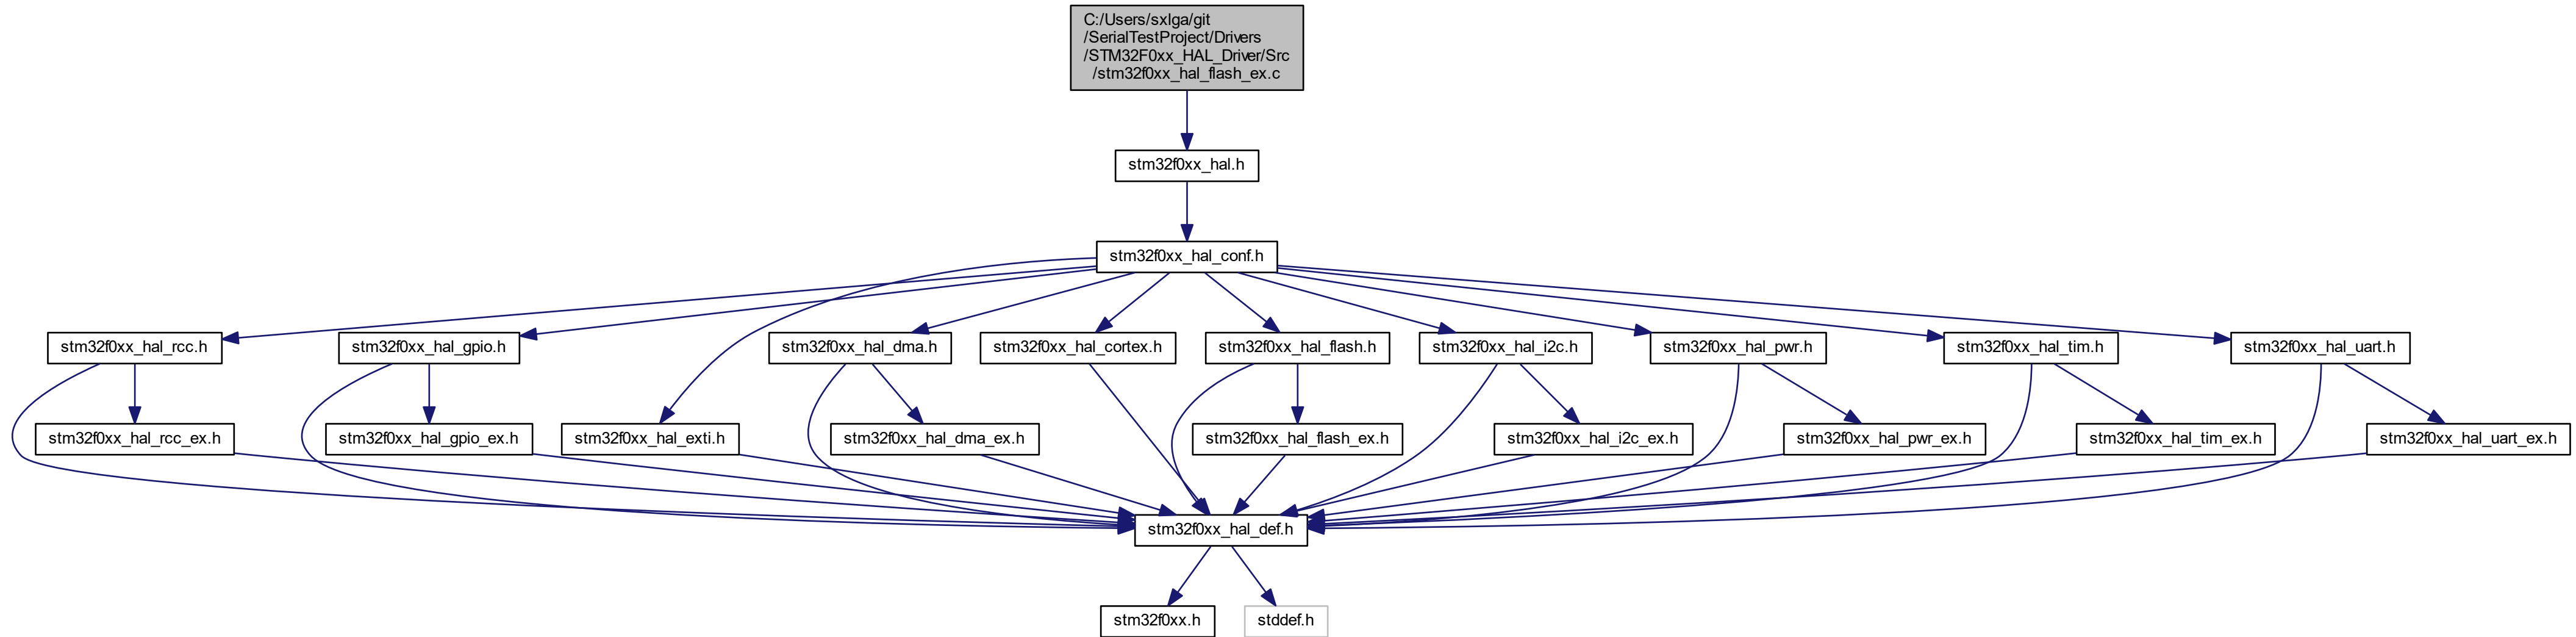 C:/Users/sxlga/git
/SerialTestProject/Drivers
/STM32F0xx_HAL_Driver/Src
/stm32f0xx_hal_flash_ex.c
stm32f0xx_hal.h
stm32f0xx_hal_conf.h
stm32f0xx_hal_rcc.h
stm32f0xx_hal_gpio.h
stm32f0xx_hal_dma.h
stm32f0xx_hal_cortex.h
stm32f0xx_hal_flash.h
stm32f0xx_hal_i2c.h
stm32f0xx_hal_pwr.h
stm32f0xx_hal_tim.h
stm32f0xx_hal_uart.h
stm32f0xx_hal_rcc_ex.h
stm32f0xx_hal_gpio_ex.h
stm32f0xx_hal_exti.h
stm32f0xx_hal_dma_ex.h
stm32f0xx_hal_flash_ex.h
stm32f0xx_hal_i2c_ex.h
stm32f0xx_hal_pwr_ex.h
stm32f0xx_hal_tim_ex.h
stm32f0xx_hal_uart_ex.h
stm32f0xx_hal_def.h
stm32f0xx.h
stddef.h